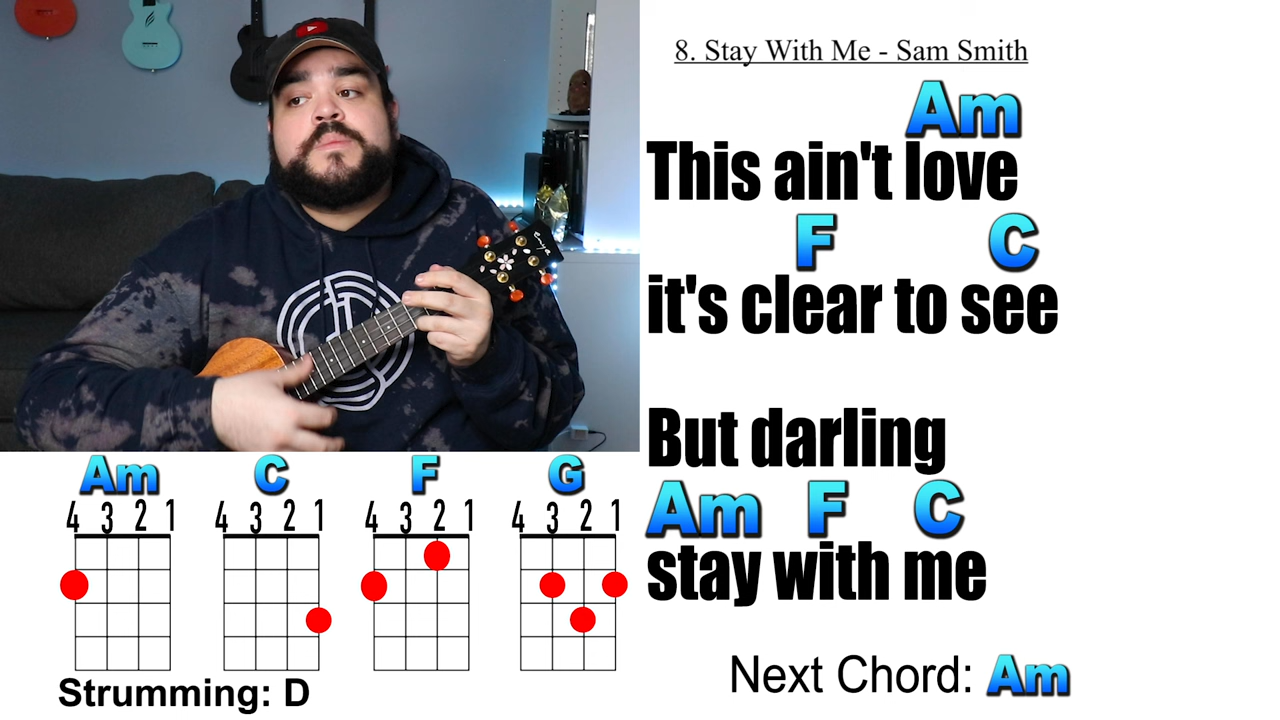 8. Stay With Me - Sam Smith
Am
This ain't love
F C
it's clear to see
But darling
Am F C
stay with me
Next Chord: Am
enya
Am C F G
4 3 2 1 4 3 2 1 4 3 2 1 4 3 2 1
Strumming: D